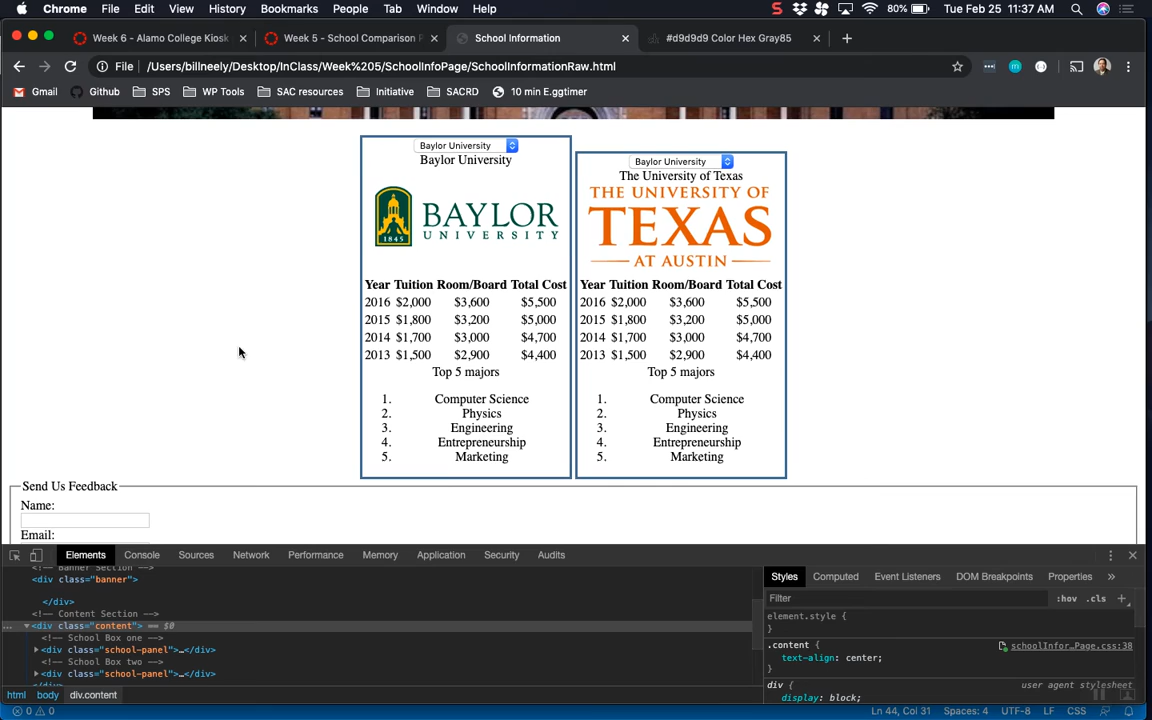 Chrome File Edit View History Bookmarks People Tab Window Help 80% Tue Feb 25 11:37 AM
Week 6 - Alamo College Kiosk Week 5 - School Comparison P School Information #d9d9d9 Color Hex Gray85
File /Users/billneely/Desktop/InClass/Week%205/SchoolInfoPage/SchoolInformationRaw.html
Gmail Github SPS WP Tools SAC resources Initiative SACRD 10 min E.ggtimer
Baylor University
Baylor University
1845
BAYLOR
UNIVERSITY
Year Tuition Room/Board Total Cost
2016 $2,000 $3,600 $5,500
2015 $1,800 $3,200 $5,000
2014 $1,700 $3,000 $4,700
2013 $1,500 $2,900 $4,400
Top 5 majors
1. Computer Science
2. Physics
3. Engineering
4. Entrepreneurship
5. Marketing
Baylor University
The University of Texas
THE UNIVERSITY OF
TEXAS
AT AUSTIN
Year Tuition Room/Board Total Cost
2016 $2,000 $3,600 $5,500
2015 $1,800 $3,200 $5,000
2014 $1,700 $3,000 $4,700
2013 $1,500 $2,900 $4,400
Top 5 majors
1. Computer Science
2. Physics
3. Engineering
4. Entrepreneurship
5. Marketing
Send Us Feedback
Name:
Email:
Elements Console Sources Network Performance Memory Application Security Audits
<!-- Banner Section -->
<div class="banner">
</div>
<!-- Content Section -->
... <div class="content"> == $0
<!-- School Box one -->
<div class="school-panel">…</div>
<!-- School Box two -->
<div class="school-panel">…</div>
html body div.content
Styles Computed Event Listeners DOM Breakpoints Properties »
Filter :hov .cls +
element.style {
}
.content { schoolInfor…Page.css:38
text-align: center;
}
div { user agent stylesheet
display: block;
0 0 Ln 44, Col 31 Spaces: 4 UTF-8 LF CSS